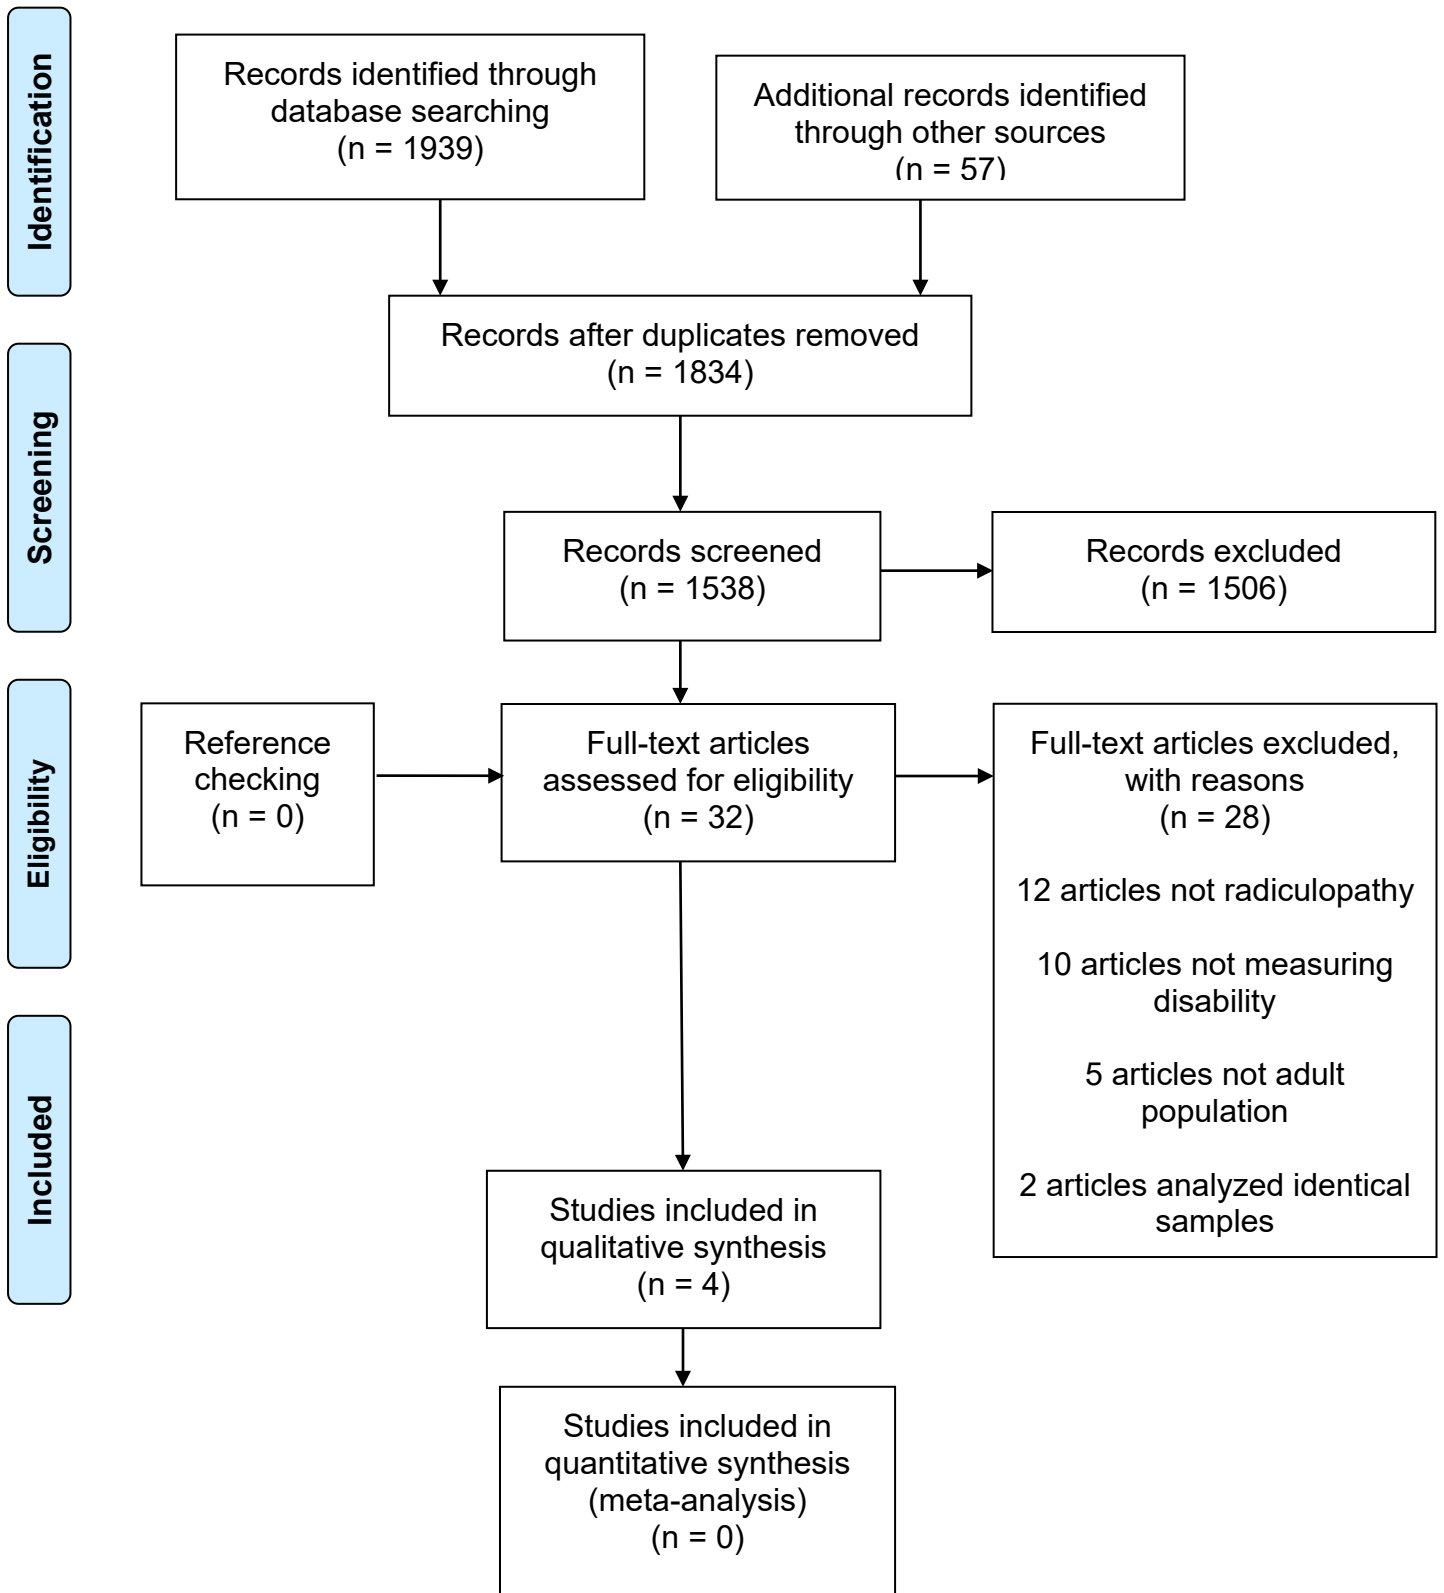 Identification
Records identified through
database searching
(n = 1939)
Additional records identified
through other sources
(n = 57)
Records after duplicates removed
(n = 1834)
Screening
Records screened
(n = 1538)
Records excluded
(n = 1506)
Eligibility
Reference
checking
(n = 0)
Full-text articles
assessed for eligibility
(n = 32)
Full-text articles excluded,
with reasons
(n = 28)
12 articles not radiculopathy
10 articles not measuring
disability
5 articles not adult
population
2 articles analyzed identical
samples
Included
Studies included in
qualitative synthesis
(n = 4)
Studies included in
quantitative synthesis
(meta-analysis)
(n = 0)